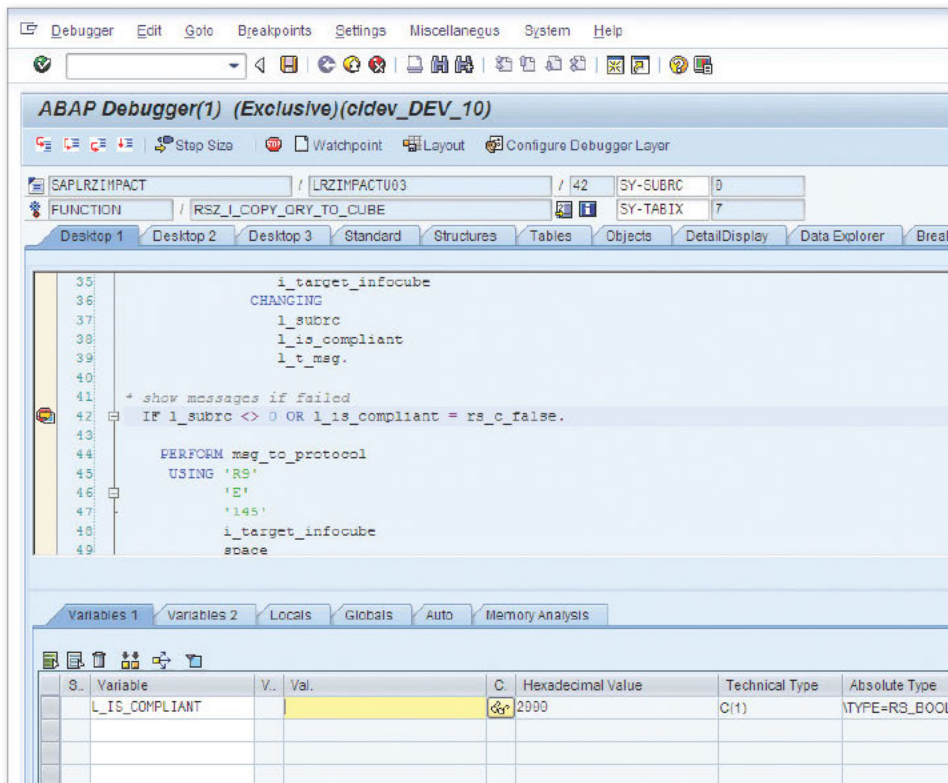 Debugger Edit Goto Breakpoints Settings Miscellaneous System Help
ABAP Debugger(1) (Exclusive)(cidev_DEV_10)
Step Size Watchpoint Layout Configure Debugger Layer
SAPLRZIMPACT / LRZIMPACTU03 / 42 SY-SUBRC 0
FUNCTION / RSZ_I_COPY_QRY_TO_CUBE SY-TABIX 7
Desktop 1 Desktop 2 Desktop 3 Standard Structures Tables Objects DetailDisplay Data Explorer Break
35 i_target_infocube
36 CHANGING
37 l_subrc
38 l_is_compliant
39 l_t_msg.
40
41 * show messages if failed
42 IF l_subrc <> 0 OR l_is_compliant = rs_c_false.
43
44 PERFORM msg_to_protocol
45 USING 'R9'
46 'E'
47 '145'
48 i_target_infocube
49 space
Variables 1 Variables 2 Locals Globals Auto Memory Analysis
S.. Variable V.. Val. C. Hexadecimal Value Technical Type Absolute Type
L_IS_COMPLIANT 2000 C(1) \TYPE=RS_BOOL